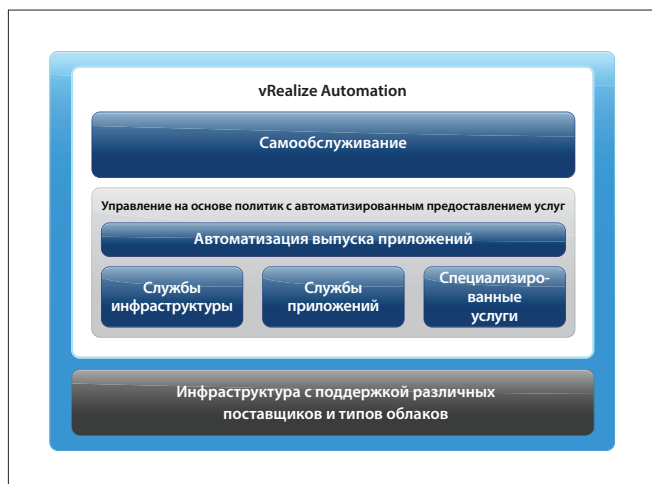 vRealize Automation
Самообслуживание
Управление на основе политик с автоматизированным предоставлением услуг
Автоматизация выпуска приложений
Службы
инфраструктуры
Службы
приложений
Специализиро-
ванные
услуги
Инфраструктура с поддержкой различных
поставщиков и типов облаков